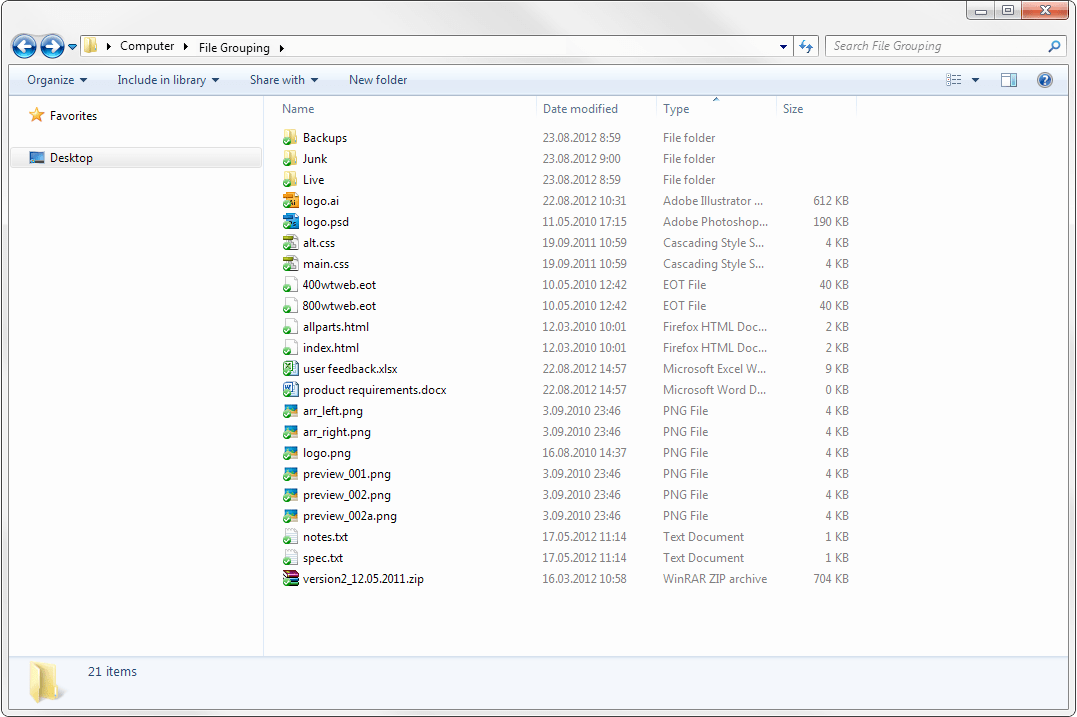 Computer File Grouping Search File Grouping
Organize Include in library Share with New folder
Favorites
Desktop
Name Date modified Type Size
Backups 23.08.2012 8:59 File folder
Junk 23.08.2012 9:00 File folder
Live 23.08.2012 8:59 File folder
logo.ai 22.08.2012 10:31 Adobe Illustrator ... 612 KB
logo.psd 11.05.2010 17:15 Adobe Photoshop... 190 KB
alt.css 19.09.2011 10:59 Cascading Style S... 4 KB
main.css 19.09.2011 10:59 Cascading Style S... 4 KB
400wtweb.eot 10.05.2010 12:42 EOT File 40 KB
800wtweb.eot 10.05.2010 12:42 EOT File 40 KB
allparts.html 12.03.2010 10:01 Firefox HTML Doc... 2 KB
index.html 12.03.2010 10:01 Firefox HTML Doc... 2 KB
user feedback.xlsx 22.08.2012 14:57 Microsoft Excel W... 9 KB
product requirements.docx 22.08.2012 14:57 Microsoft Word D... 0 KB
arr_left.png 3.09.2010 23:46 PNG File 4 KB
arr_right.png 3.09.2010 23:46 PNG File 4 KB
logo.png 16.08.2010 14:37 PNG File 4 KB
preview_001.png 3.09.2010 23:46 PNG File 4 KB
preview_002.png 3.09.2010 23:46 PNG File 4 KB
preview_002a.png 3.09.2010 23:46 PNG File 4 KB
notes.txt 17.05.2012 11:14 Text Document 1 KB
spec.txt 17.05.2012 11:14 Text Document 1 KB
version2_12.05.2011.zip 16.03.2012 10:58 WinRAR ZIP archive 704 KB
21 items